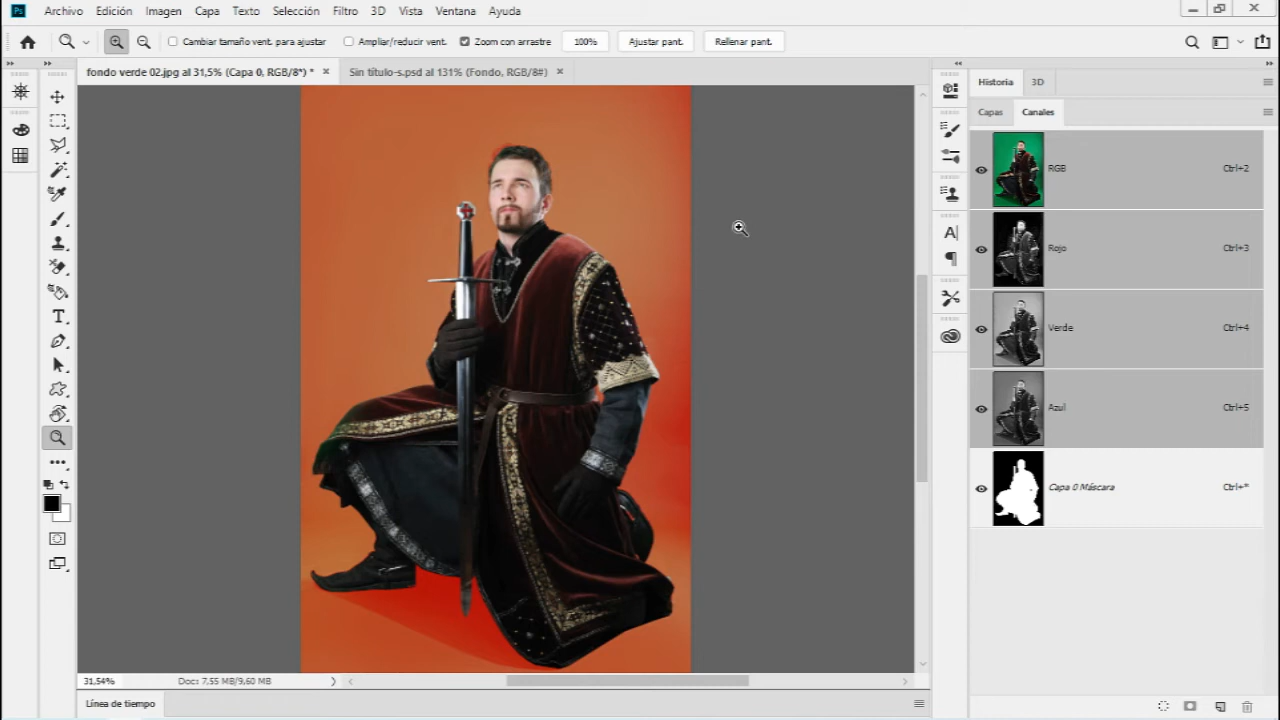 Ps Archivo Edición Imagen Capa Texto Selección Filtro 3D Vista Ventana Ayuda
Cambiar tamaño vent. para ajustar Ampliar/reducir vent. Zoom con arrastre 100% Ajustar pant. Rellenar pant.
fondo verde 02.jpg al 31,5% (Capa 0, RGB/8*) * Sin título-s.psd al 131% (Fondo, RGB/8#)
Historia 3D
Capas Canales
RGB Ctrl+2
Rojo Ctrl+3
Verde Ctrl+4
Azul Ctrl+5
Capa 0 Máscara Ctrl+*
31,54% Doc: 7,55 MB/9,60 MB
Línea de tiempo